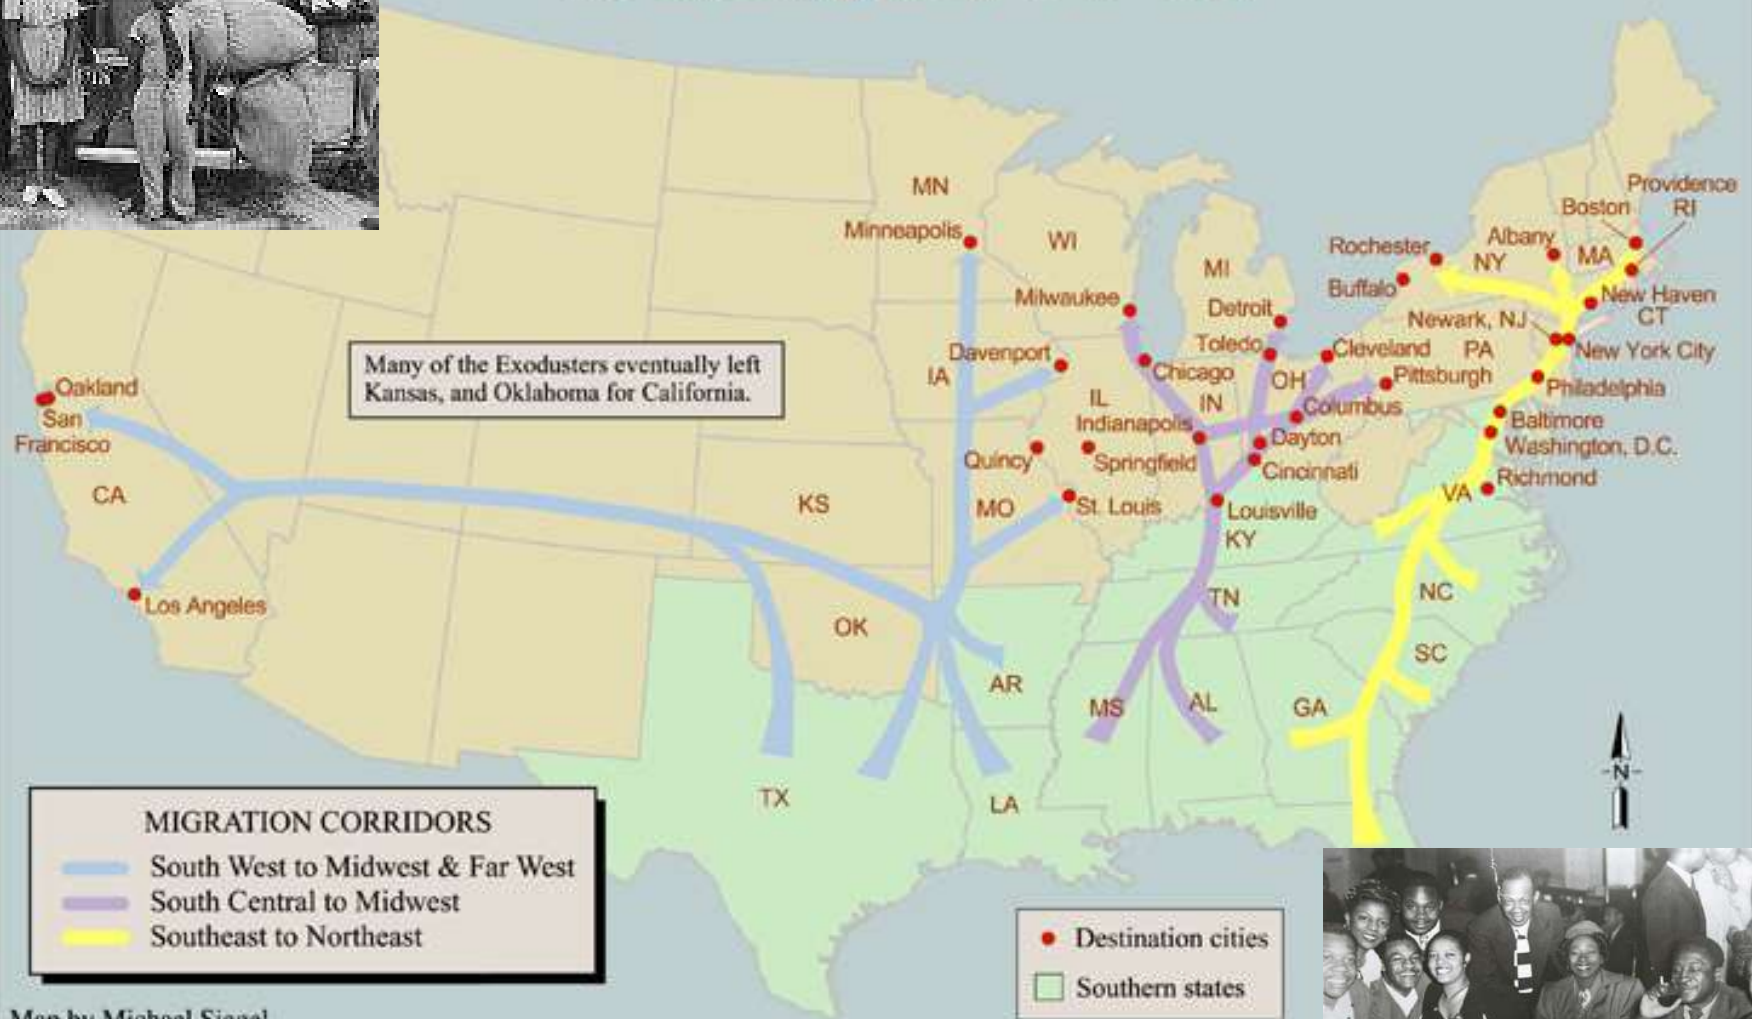 MN
Minneapolis
WI
MI
Milwaukee
Detroit
Toledo
Davenport
Chicago
IA
IL
IN
OH
Cleveland
PA
Pittsburgh
Columbus
Indianapolis
Dayton
Quincy
Springfield
Cincinnati
MO
St. Louis
Louisville
KY
Rochester
Buffalo
Albany
NY
Boston
MA
Providence
RI
New Haven
CT
Newark, NJ
New York City
Philadelphia
Baltimore
Washington, D.C.
Richmond
VA
Many of the Exodusters eventually left
Kansas, and Oklahoma for California.
Oakland
San
Francisco
CA
Los Angeles
KS
OK
TX
AR
LA
TN
MS
AL
GA
NC
SC
N
MIGRATION CORRIDORS
South West to Midwest & Far West
South Central to Midwest
Southeast to Northeast
Destination cities
Southern states
Map by Michael Siegel